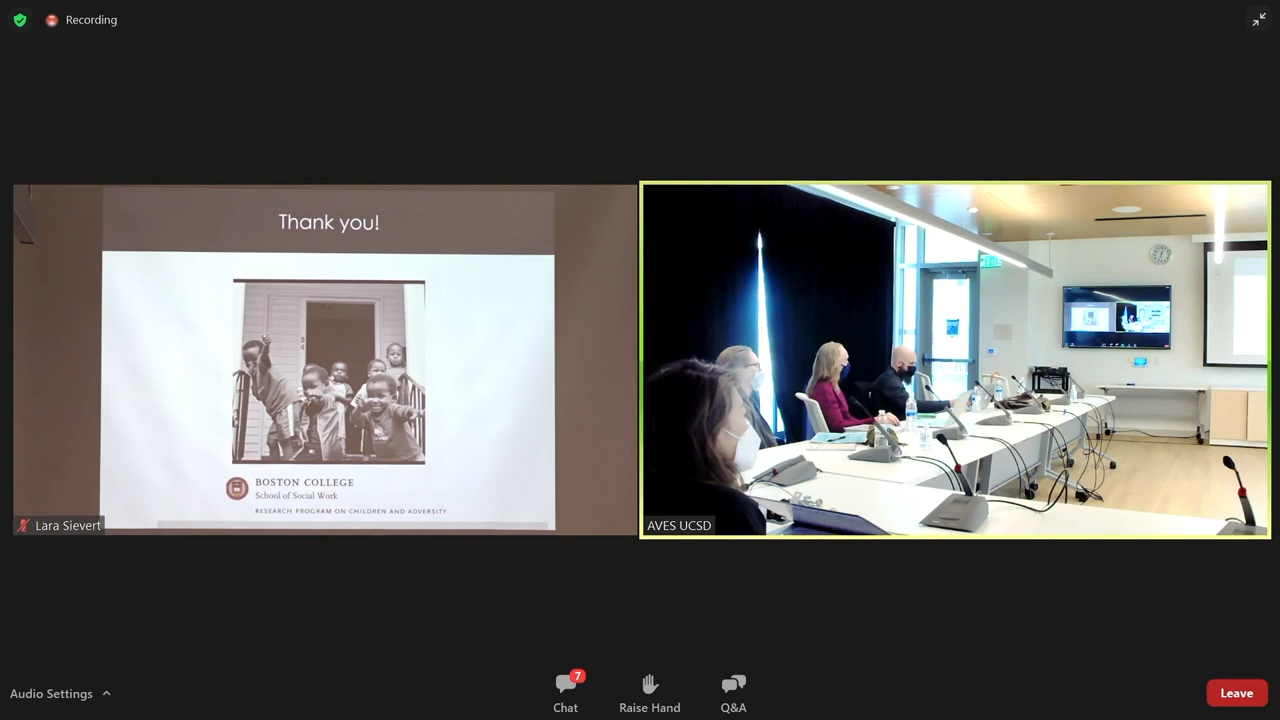 Recording
Thank you!
BOSTON COLLEGE
School of Social Work
RESEARCH PROGRAM ON CHILDREN AND ADVERSITY
Lara Sievert
AVES UCSD
Audio Settings
7
Chat
Raise Hand
Q&A
Leave